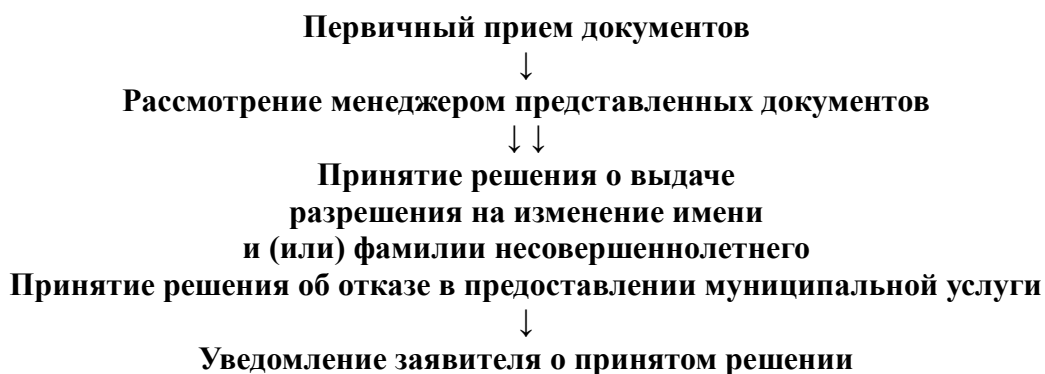 Первичный прием документов
↓
Рассмотрение менеджером представленных документов
↓ ↓
Принятие решения о выдаче
разрешения на изменение имени
и (или) фамилии несовершеннолетнего
Принятие решения об отказе в предоставлении муниципальной услуги
↓
Уведомление заявителя о принятом решении